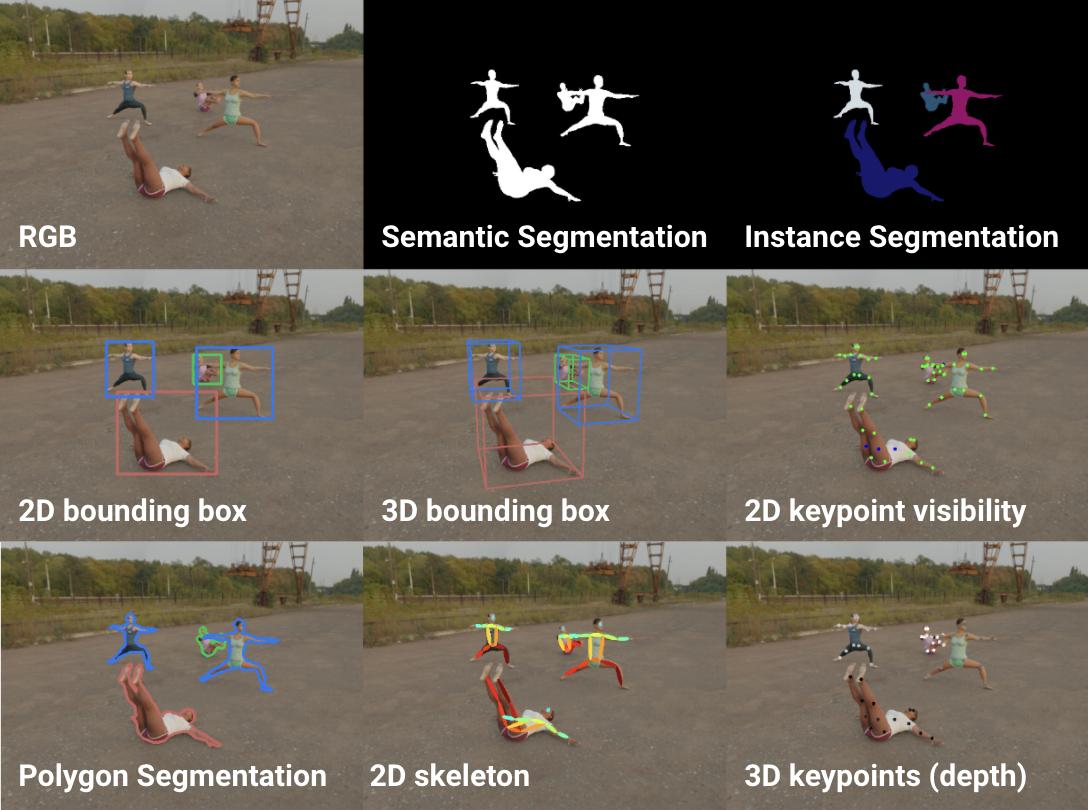 RGB
Semantic Segmentation
Instance Segmentation
2D bounding box
3D bounding box
2D keypoint visibility
Polygon Segmentation
2D skeleton
3D keypoints (depth)